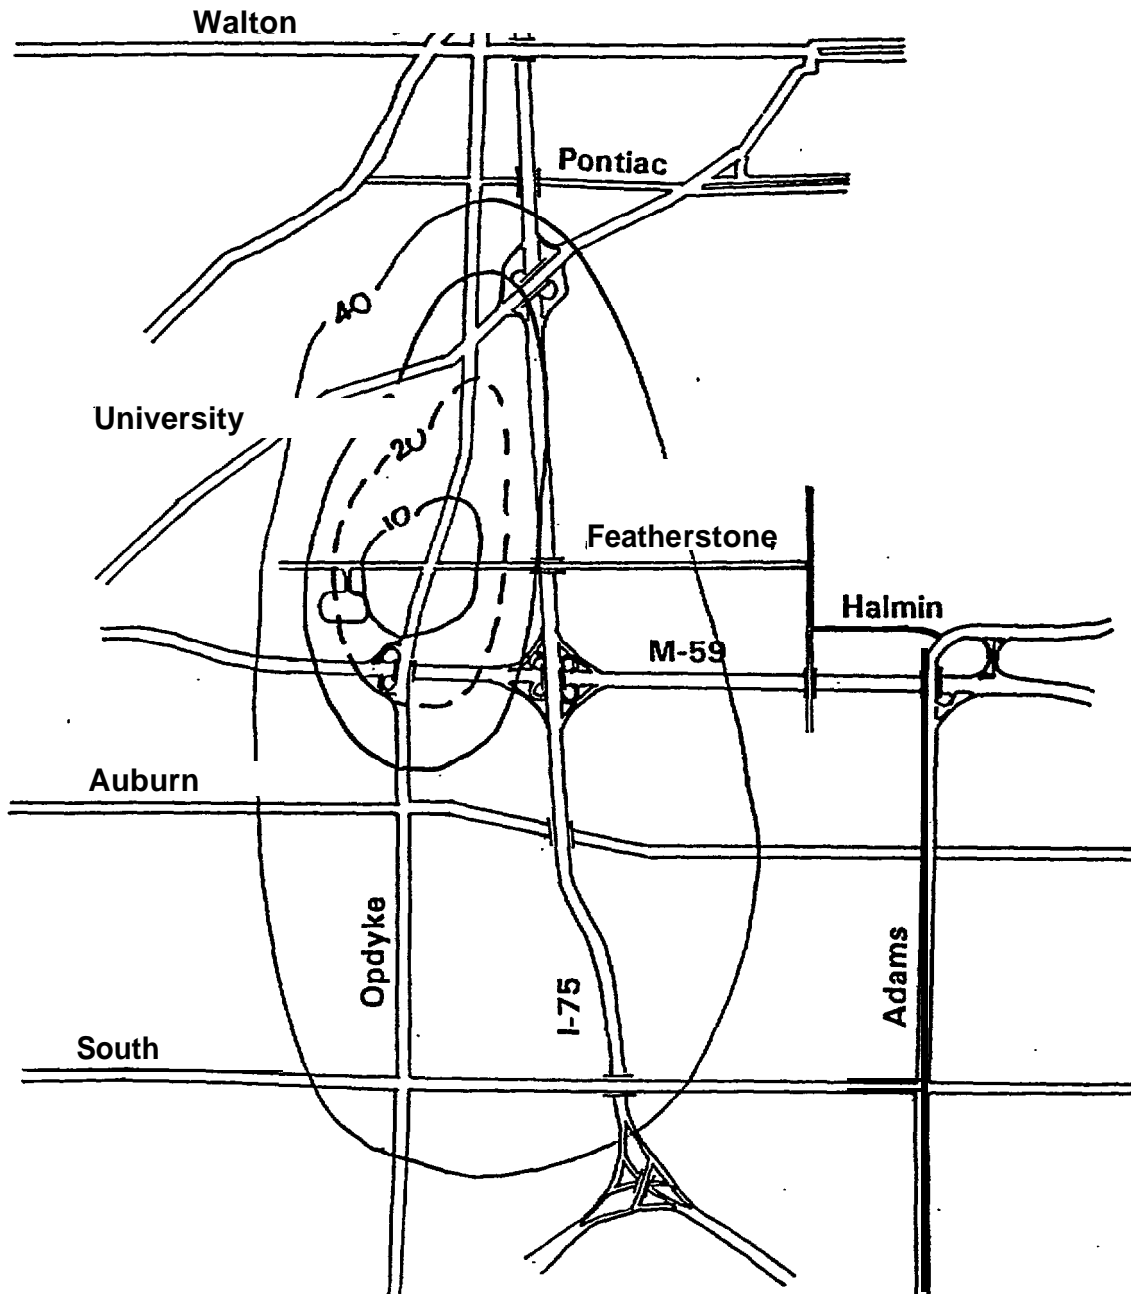 Walton
Pontiac
40
University
20
10
Featherstone
Halmin
M-59
Auburn
Opdyke
I-75
Adams
South